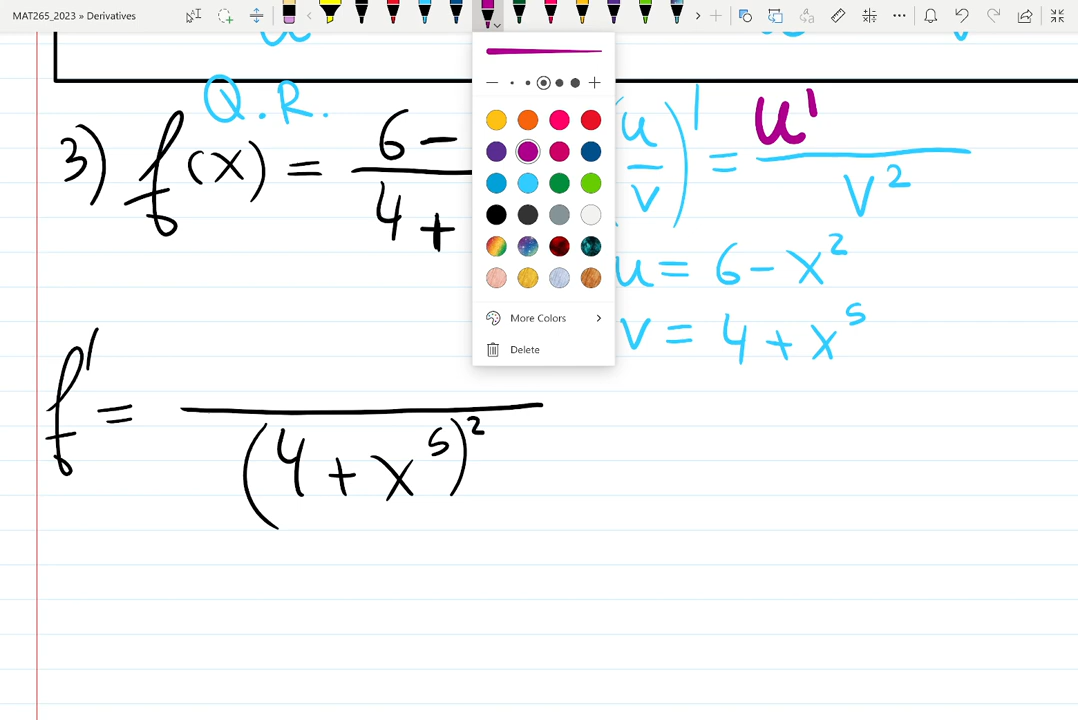 MAT265_2023 » Derivatives
Q.R.
3) f(x) = 6 - / 4 +
(u/v)' = u' / v²
u = 6 - x²
v = 4 + x⁵
More Colors
Delete
f' = / (4 + x⁵)²